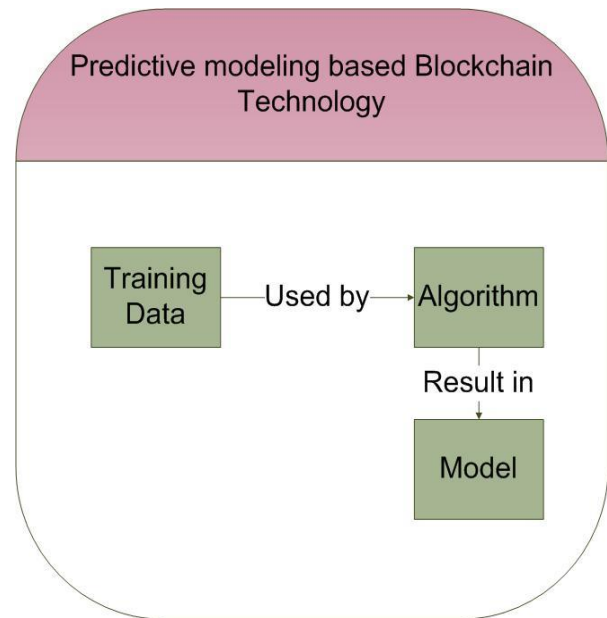 Predictive modeling based Blockchain
Technology
Training
Data
Used by
Algorithm
Result in
Model